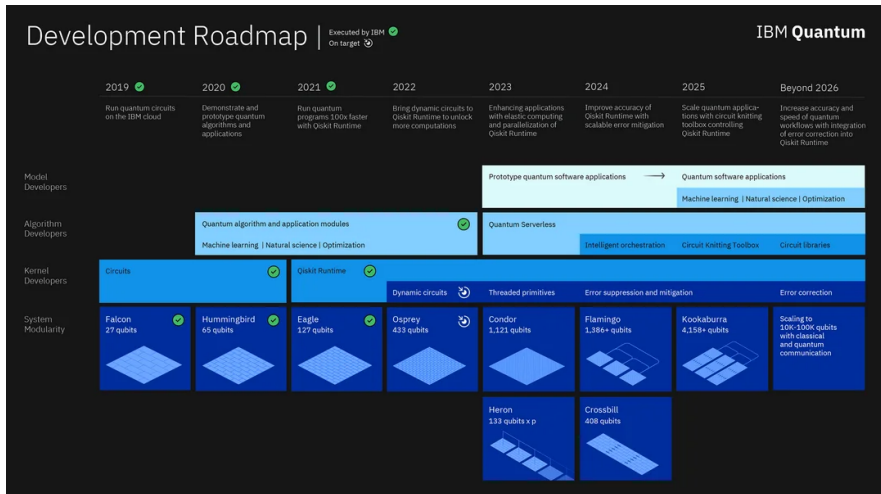 Development Roadmap
Executed by IBM
On target
IBM Quantum
2019
Run quantum circuits
on the IBM cloud
2020
Demonstrate and
prototype quantum
algorithms and
applications
2021
Run quantum
programs 100x faster
with Qiskit Runtime
2022
Bring dynamic circuits to
Qiskit Runtime to unlock
more computations
2023
Enhancing applications
with elastic computing
and parallelization of
Qiskit Runtime
2024
Improve accuracy of
Qiskit Runtime with
scalable error mitigation
2025
Scale quantum applica-
tions with circuit knitting
toolbox controlling
Qiskit Runtime
Beyond 2026
Increase accuracy and
speed of quantum
workflows with integration
of error correction into
Qiskit Runtime
Model
Developers
Prototype quantum software applications → Quantum software applications
Machine learning | Natural science | Optimization
Algorithm
Developers
Quantum algorithm and application modules
Machine learning | Natural science | Optimization
Quantum Serverless
Intelligent orchestration
Circuit Knitting Toolbox
Circuit libraries
Kernel
Developers
Circuits
Qiskit Runtime
Dynamic circuits
Threaded primitives
Error suppression and mitigation
Error correction
System
Modularity
Falcon
27 qubits
Hummingbird
65 qubits
Eagle
127 qubits
Osprey
433 qubits
Condor
1,121 qubits
Flamingo
1,386+ qubits
Kookaburra
4,158+ qubits
Scaling to
10K-100K qubits
with classical
and quantum
communication
Heron
133 qubits x p
Crossbill
408 qubits